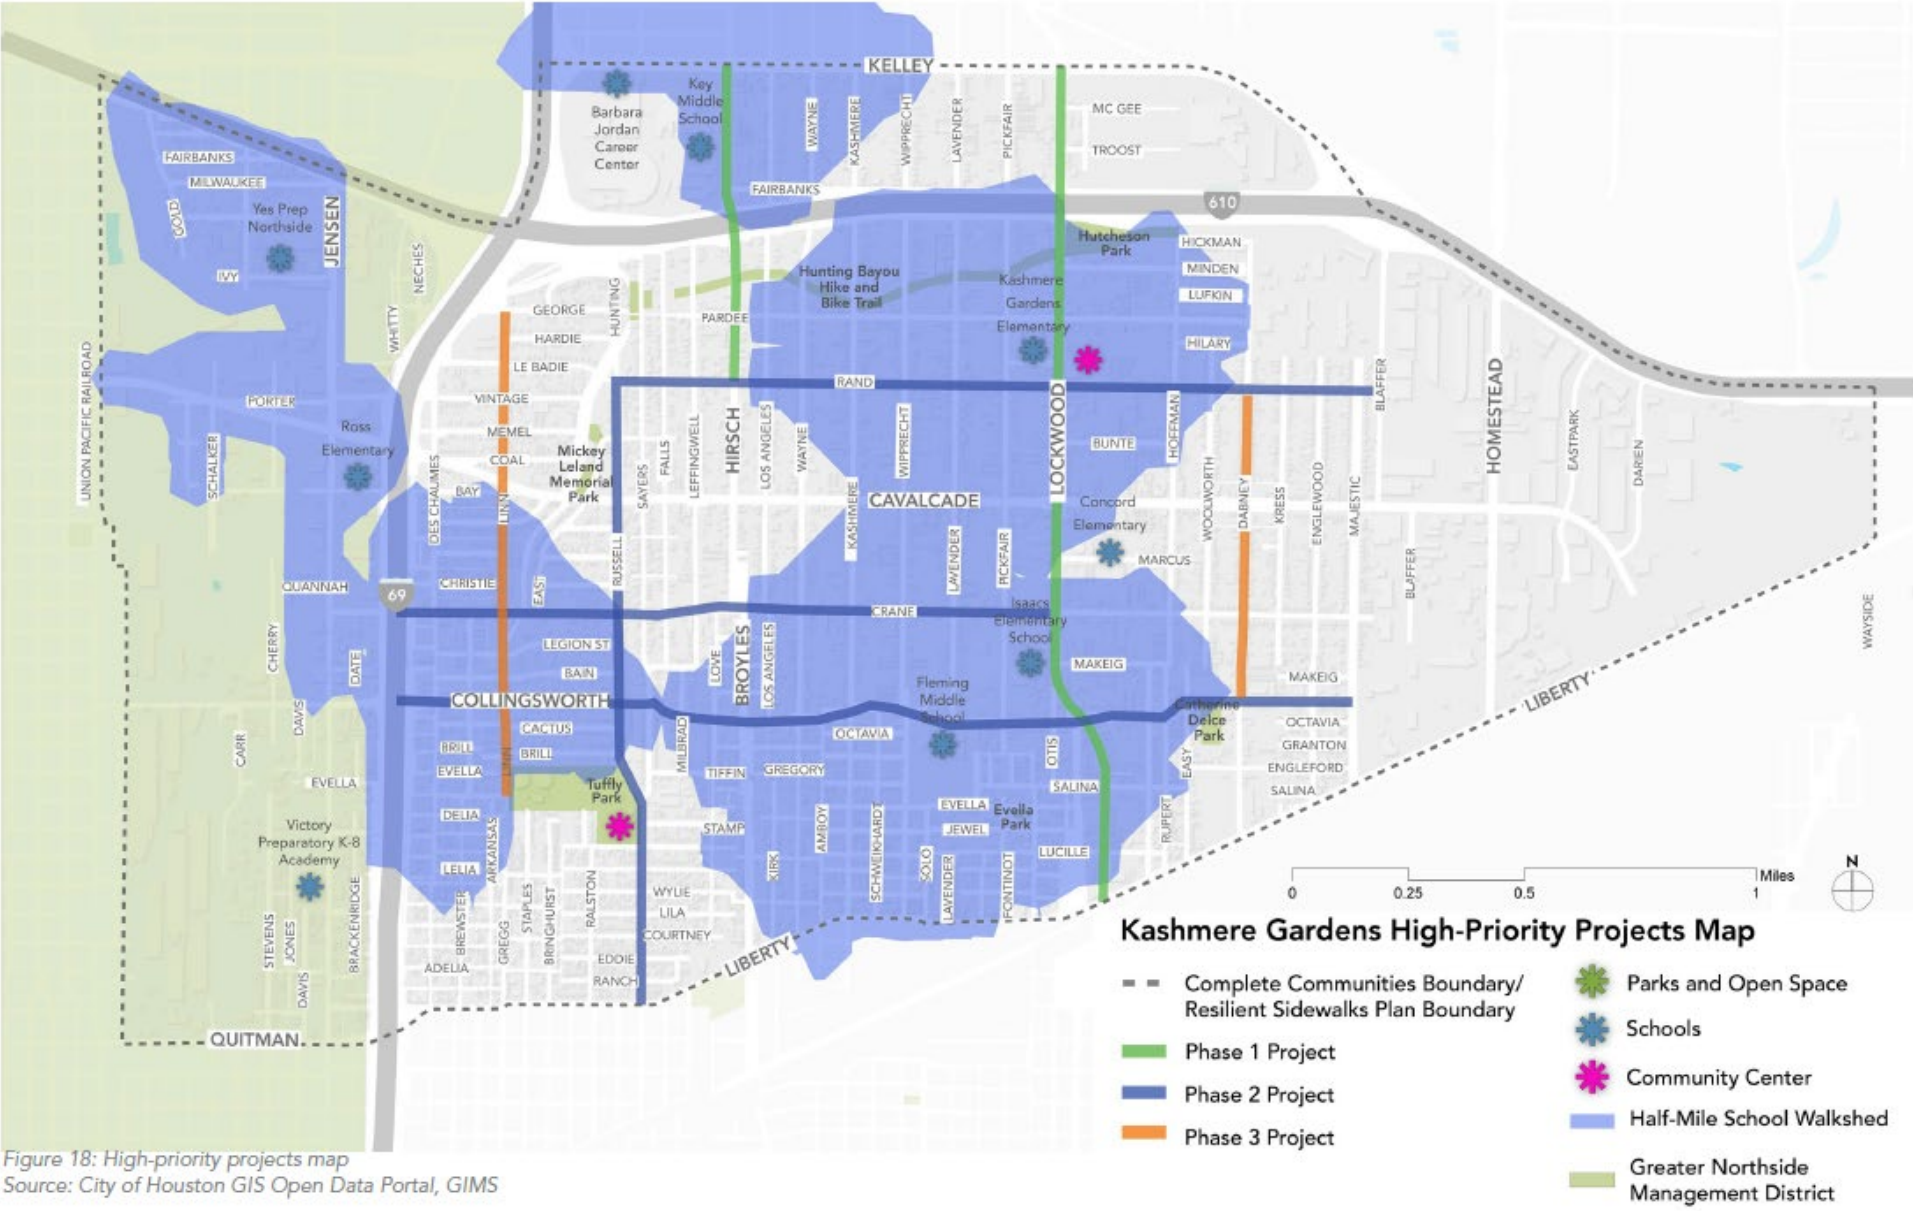 KELLEY
Key
Middle
School
Barbara
Jordan
Career
Center
WAYNE
KASHMERE
WIPPRECHT
LAVENDER
PICKFAIR
MC GEE
TROOST
FAIRBANKS
MILWAUKEE
GOLD
Yes Prep
Northside
JENSEN
FAIRBANKS
610
IVY
NECHES
Hutcheson
Park
HICKMAN
MINDEN
LUFKIN
HILARY
Hunting Bayou
Hike and
Bike Trail
Kashmere
Gardens
Elementary
HUNTING
GEORGE
HARDIE
LE BADIE
VINTAGE
MEMEL
COAL
WHITTY
PARDEE
UNION PACIFIC RAILROAD
PORTER
Ross
Elementary
SCHALKER
RAND
BLAFFER
HOMESTEAD
EASTPARK
DARIEN
HIRSCH
LOS ANGELES
WAYNE
WIPPRECHT
LOCKWOOD
BUNTE
HOFFMAN
Mickey
Leland
Memorial
Park
SAYERS
FALLS
LEFFINGWELL
DES CHAUMES
BAY
LINN
KASHMERE
CAVALCADE
Concord
Elementary
WOOLWORTH
DABNEY
KRESS
ENGLEWOOD
MAJESTIC
MARCUS
LAVENDER
PICKFAIR
RUSSELL
BLAFFER
WAYSIDE
QUANNAH
69
CHRISTIE
EAST
CRANE
Isaacs
Elementary
School
CHERRY
DATE
LEGION ST
BAIN
LOVE
BROYLES
LOS ANGELES
MAKEIG
MAKEIG
LIBERTY
COLLINGSWORTH
Fleming
Middle
School
Catherine
Delce
Park
DAVIS
CARR
CACTUS
BRILL
BRILL
EVELLA
LINN
MILBRAD
OCTAVIA
OTIS
EASY
OCTAVIA
GRANTON
ENGLEFORD
SALINA
EVELLA
Tuffly
Park
TIFFIN
GREGORY
SALINA
DELIA
STAMP
AMBOY
SCHWEIKHARDT
EVELLA
JEWEL
Evella
Park
RUPERT
Victory
Preparatory K-8
Academy
LELIA
ARKANSAS
KIRK
SOLO
LAVENDER
FONTINOT
LUCILLE
STEVENS
JONES
DAVIS
BRACKENRIDGE
BREWSTER
GREGG
STAPLES
BRINGHURST
RALSTON
WYLIE
LILA
COURTNEY
EDDIE
RANCH
ADELIA
LIBERTY
QUITMAN
N
Miles
0
0.25
0.5
1
Kashmere Gardens High-Priority Projects Map
Complete Communities Boundary/
Resilient Sidewalks Plan Boundary
Phase 1 Project
Phase 2 Project
Phase 3 Project
Parks and Open Space
Schools
Community Center
Half-Mile School Walkshed
Greater Northside
Management District
Figure 18: High-priority projects map
Source: City of Houston GIS Open Data Portal, GIMS